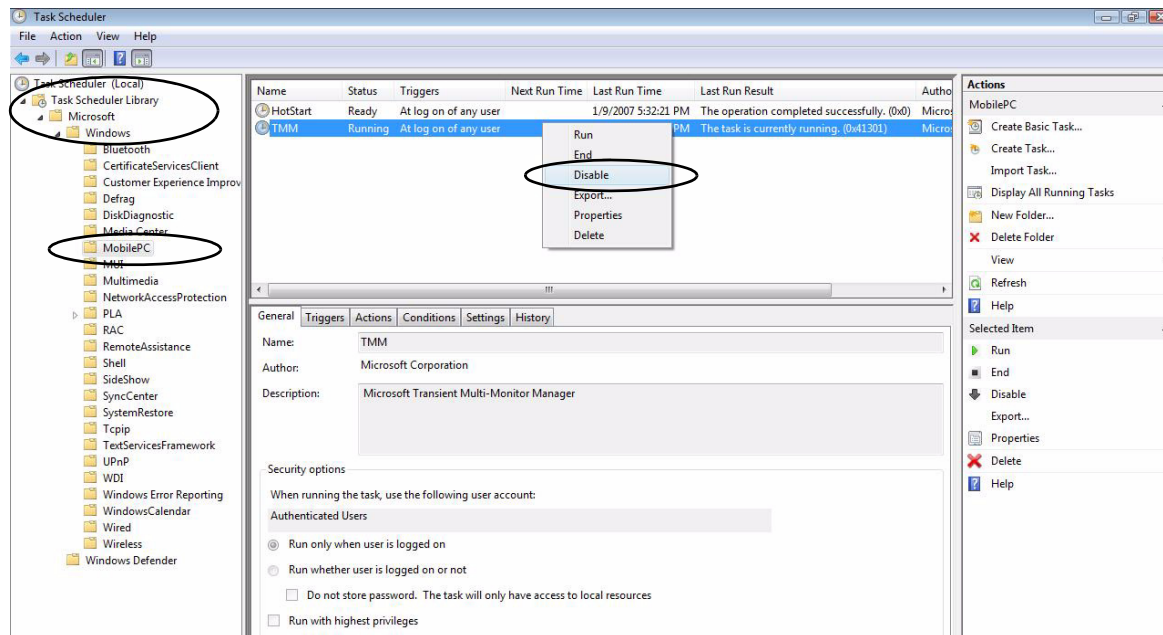 Task Scheduler
File Action View Help
Task Scheduler (Local)
Task Scheduler Library
Microsoft
Windows
Bluetooth
CertificateServicesClient
Customer Experience Improv
Defrag
DiskDiagnostic
Media Center
MobilePC
MUI
Multimedia
NetworkAccessProtection
PLA
RAC
RemoteAssistance
Shell
SideShow
SyncCenter
SystemRestore
Tcpip
TextServicesFramework
UPnP
WDI
Windows Error Reporting
WindowsCalendar
Wired
Wireless
Windows Defender
Name Status Triggers Next Run Time Last Run Time Last Run Result Autho
HotStart Ready At log on of any user 1/9/2007 5:32:21 PM The operation completed successfully. (0x0) Micros
TMM Running At log on of any user PM The task is currently running. (0x41301) Micros
Run
End
Disable
Export...
Properties
Delete
General Triggers Actions Conditions Settings History
Name: TMM
Author: Microsoft Corporation
Description: Microsoft Transient Multi-Monitor Manager
Security options
When running the task, use the following user account:
Authenticated Users
Run only when user is logged on
Run whether user is logged on or not
Do not store password. The task will only have access to local resources
Run with highest privileges
Actions
MobilePC
Create Basic Task...
Create Task...
Import Task...
Display All Running Tasks
New Folder...
Delete Folder
View
Refresh
Help
Selected Item
Run
End
Disable
Export...
Properties
Delete
Help